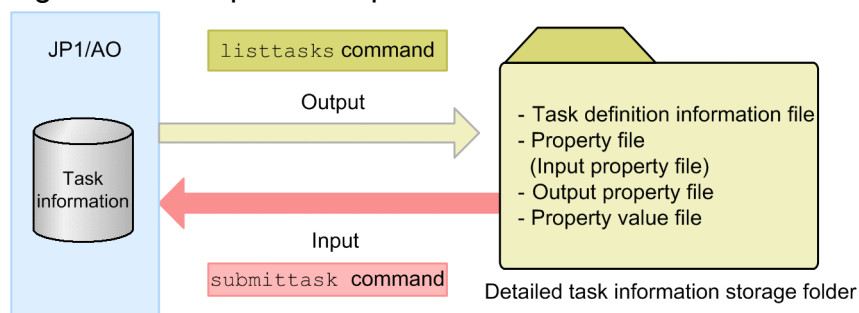 JP1/AO
listtasks command
Output
Task
information
- Task definition information file
- Property file
(Input property file)
- Output property file
- Property value file
Input
submittask command
Detailed task information storage folder